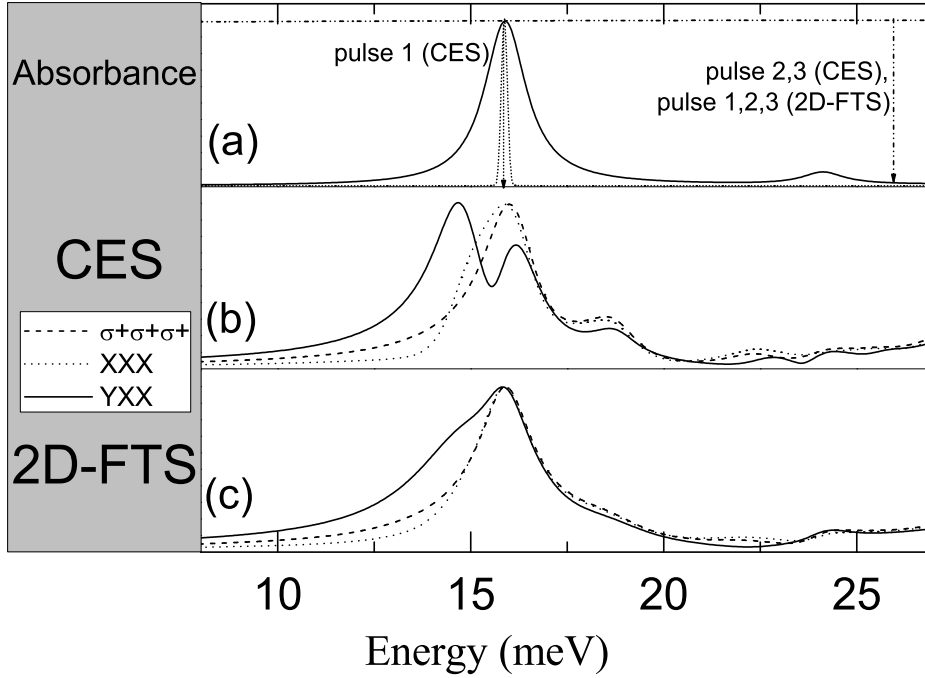 Absorbance
pulse 1 (CES)
pulse 2,3 (CES),
pulse 1,2,3 (2D-FTS)
(a)
CES
σ+σ+σ+
XXX
YXX
(b)
2D-FTS
(c)
10 15 20 25
Energy (meV)